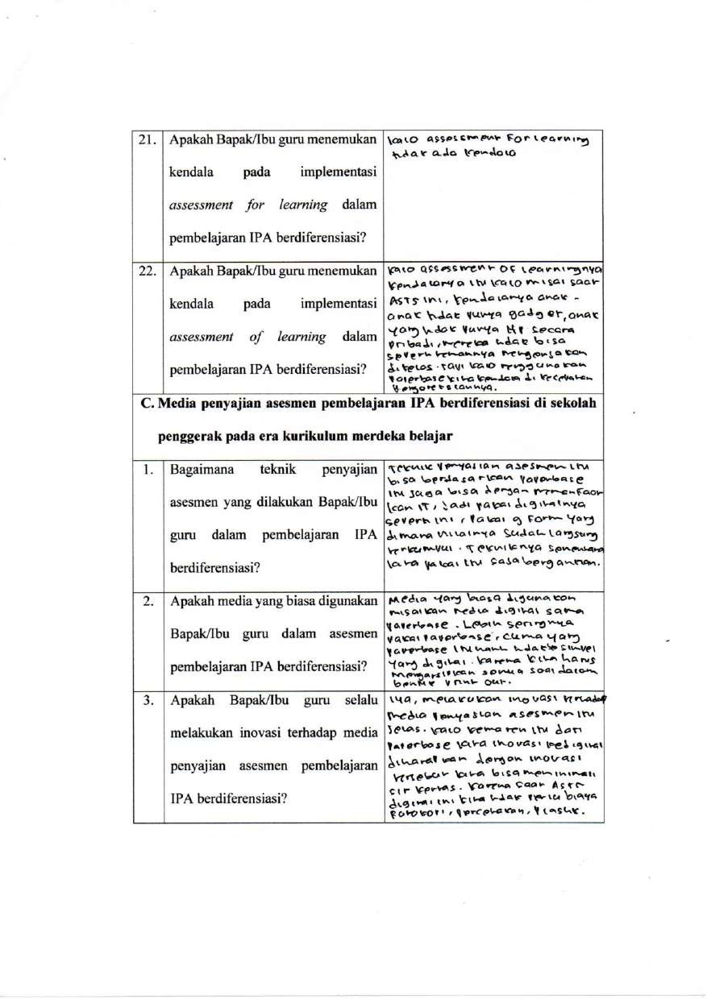 21. Apakah Bapak/Ibu guru menemukan
kendala pada implementasi
assessment for learning dalam
pembelajaran IPA berdiferensiasi?
kalo assessment For learning
tidak ada kendala
22. Apakah Bapak/Ibu guru menemukan
kendala pada implementasi
assessment of learning dalam
pembelajaran IPA berdiferensiasi?
kalo assessment of learningnya
kendalanya itu kalo misal saat
ASTS ini, kendalanya anak -
anak tidak punya gadget, anak
yang tidak punya HP secara
pribadi, mereka tidak bisa
seperti temannya mengerjakan
di kelas. tapi kalo menggunakan
paperbase kita kendala di kecepatan
C. Media penyajian asesmen pembelajaran IPA berdiferensiasi di sekolah
penggerak pada era kurikulum merdeka belajar
1. Bagaimana teknik penyajian
asesmen yang dilakukan Bapak/Ibu
guru dalam pembelajaran IPA
berdiferensiasi?
Teknik penyajian asesmen itu
bisa berdasarkan paperbase
itu juga bisa dengan memanfaat
kan IT, jadi pakai digitalnya
seperti ini, pakai g form yang
dimana nilainya sudah langsung
terkumpul. Tekniknya sementara
kita pakai itu saja bergantian.
2. Apakah media yang biasa digunakan
Bapak/Ibu guru dalam asesmen
pembelajaran IPA berdiferensiasi?
Media yang biasa digunakan
misalkan media digital sama
paperbase. Lebih seringnya
pakai paperbase, cuma yang
paperbase itu nanti tidak se simpel
yang digital. karena kita harus
mengarsipkan semua soal dalam
bentuk print out.
3. Apakah Bapak/Ibu guru selalu
melakukan inovasi terhadap media
penyajian asesmen pembelajaran
IPA berdiferensiasi?
iya, melakukan inovasi terhadap
media penyajian asesmen itu
jelas. kalo kemaren itu dari
paperbase kita inovasi ke digital
diharapkan dengan inovasi
tersebut kita bisa meminimali
sir kertas. karena saat ASTS
digital ini kita tidak perlu biaya
fotokopi, percetakan, plastik.